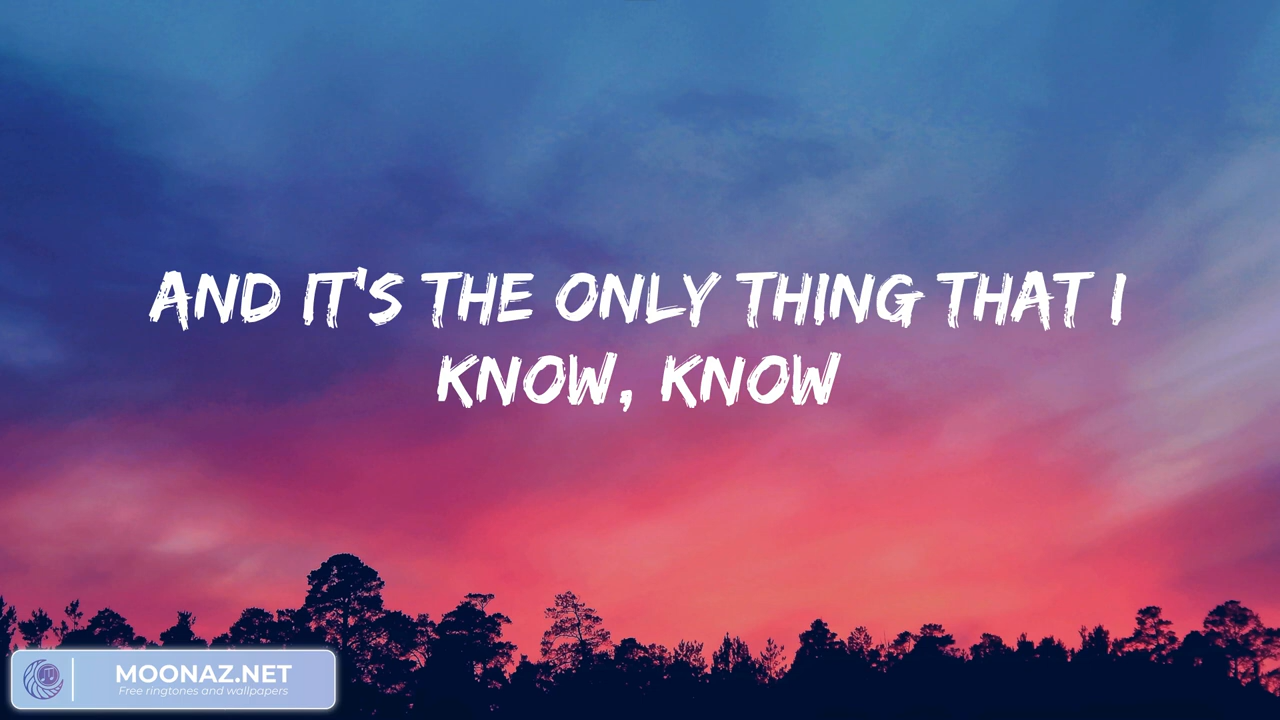 AND IT'S THE ONLY THING THAT I
KNOW, KNOW
MOONAZ.NET
Free ringtones and wallpapers